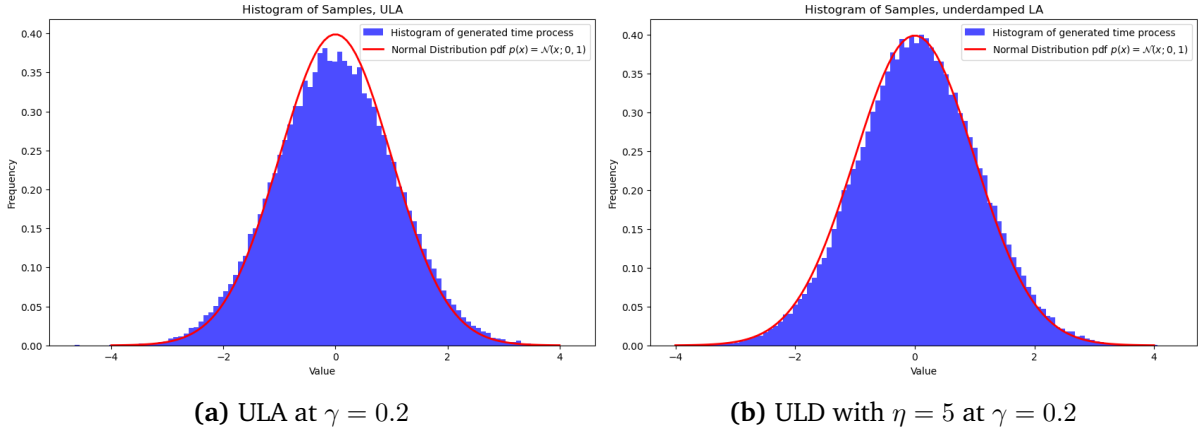 Histogram of Samples, ULA
Histogram of generated time process
Normal Distribution pdf p(x) = 𝒩(x; 0, 1)
Frequency
0.40
0.35
0.30
0.25
0.20
0.15
0.10
0.05
0.00
−4
−2
0
2
4
Value
(a) ULA at γ = 0.2
Histogram of Samples, underdamped LA
Histogram of generated time process
Normal Distribution pdf p(x) = 𝒩(x; 0, 1)
Frequency
0.40
0.35
0.30
0.25
0.20
0.15
0.10
0.05
0.00
−4
−2
0
2
4
Value
(b) ULD with η = 5 at γ = 0.2